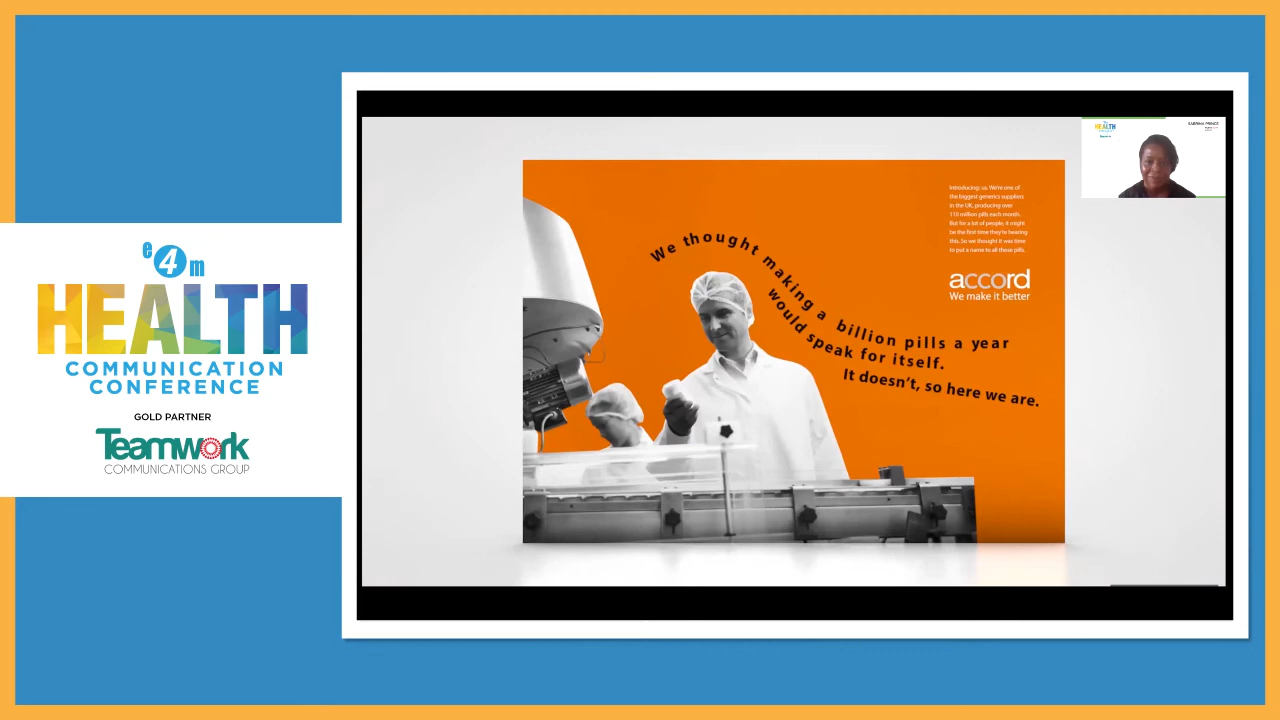 e4m
HEALTH
COMMUNICATION
CONFERENCE
GOLD PARTNER
Teamwork
COMMUNICATIONS GROUP
We thought making a billion pills a year
would speak for itself.
It doesn't, so here we are.
Introducing: us. We're one of
the biggest generics suppliers
in the UK, producing over
110 million pills each month.
But for a lot of people, it might
be the first time they're hearing
this. So we thought it was time
to put a name to all those pills.
accord
We make it better
HEALTH
SABRINA PRINCE